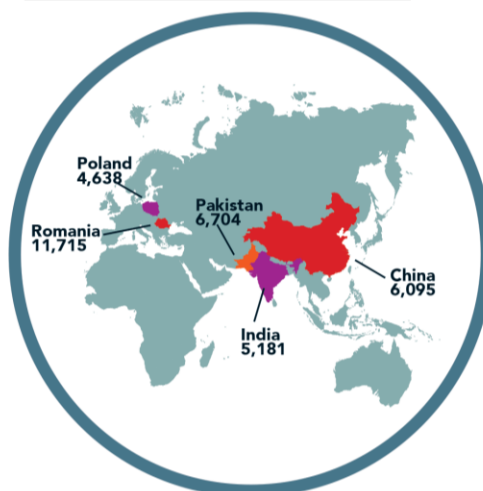 Poland
4,638
Pakistan
6,704
Romania
11,715
China
6,095
India
5,181